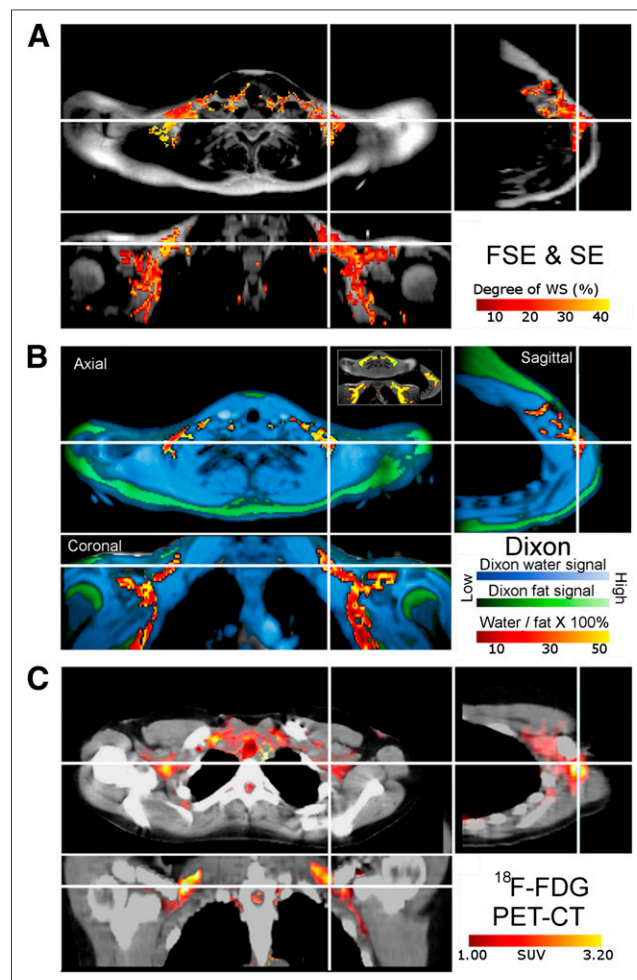 A
FSE & SE
Degree of WS (%)
10 20 30 40
B
Axial
Sagittal
Coronal
Dixon
Dixon water signal
Low
High
Dixon fat signal
Water / fat X 100%
10 30 50
C
18F-FDG
PET-CT
1.00 SUV 3.20